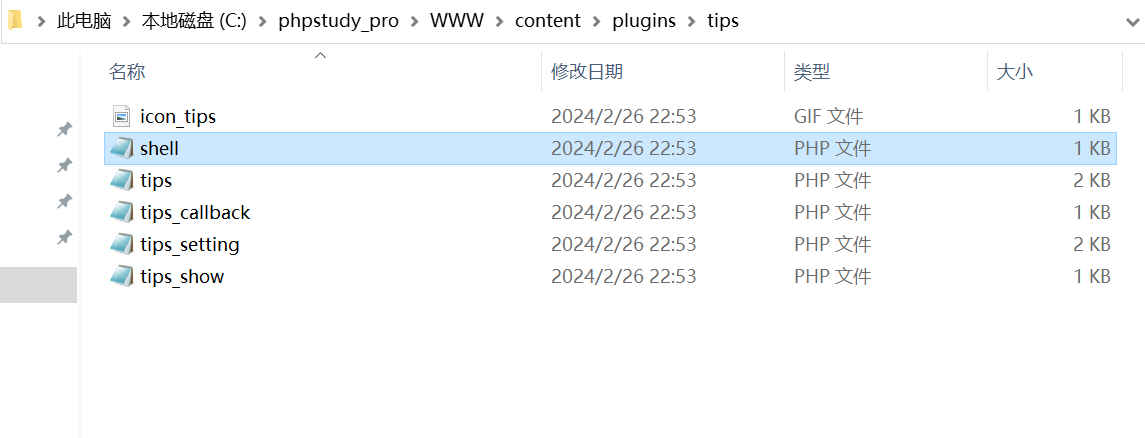 此电脑 > 本地磁盘 (C:) > phpstudy_pro > WWW > content > plugins > tips
名称 修改日期 类型 大小
icon_tips 2024/2/26 22:53 GIF 文件 1 KB
shell 2024/2/26 22:53 PHP 文件 1 KB
tips 2024/2/26 22:53 PHP 文件 2 KB
tips_callback 2024/2/26 22:53 PHP 文件 1 KB
tips_setting 2024/2/26 22:53 PHP 文件 2 KB
tips_show 2024/2/26 22:53 PHP 文件 1 KB